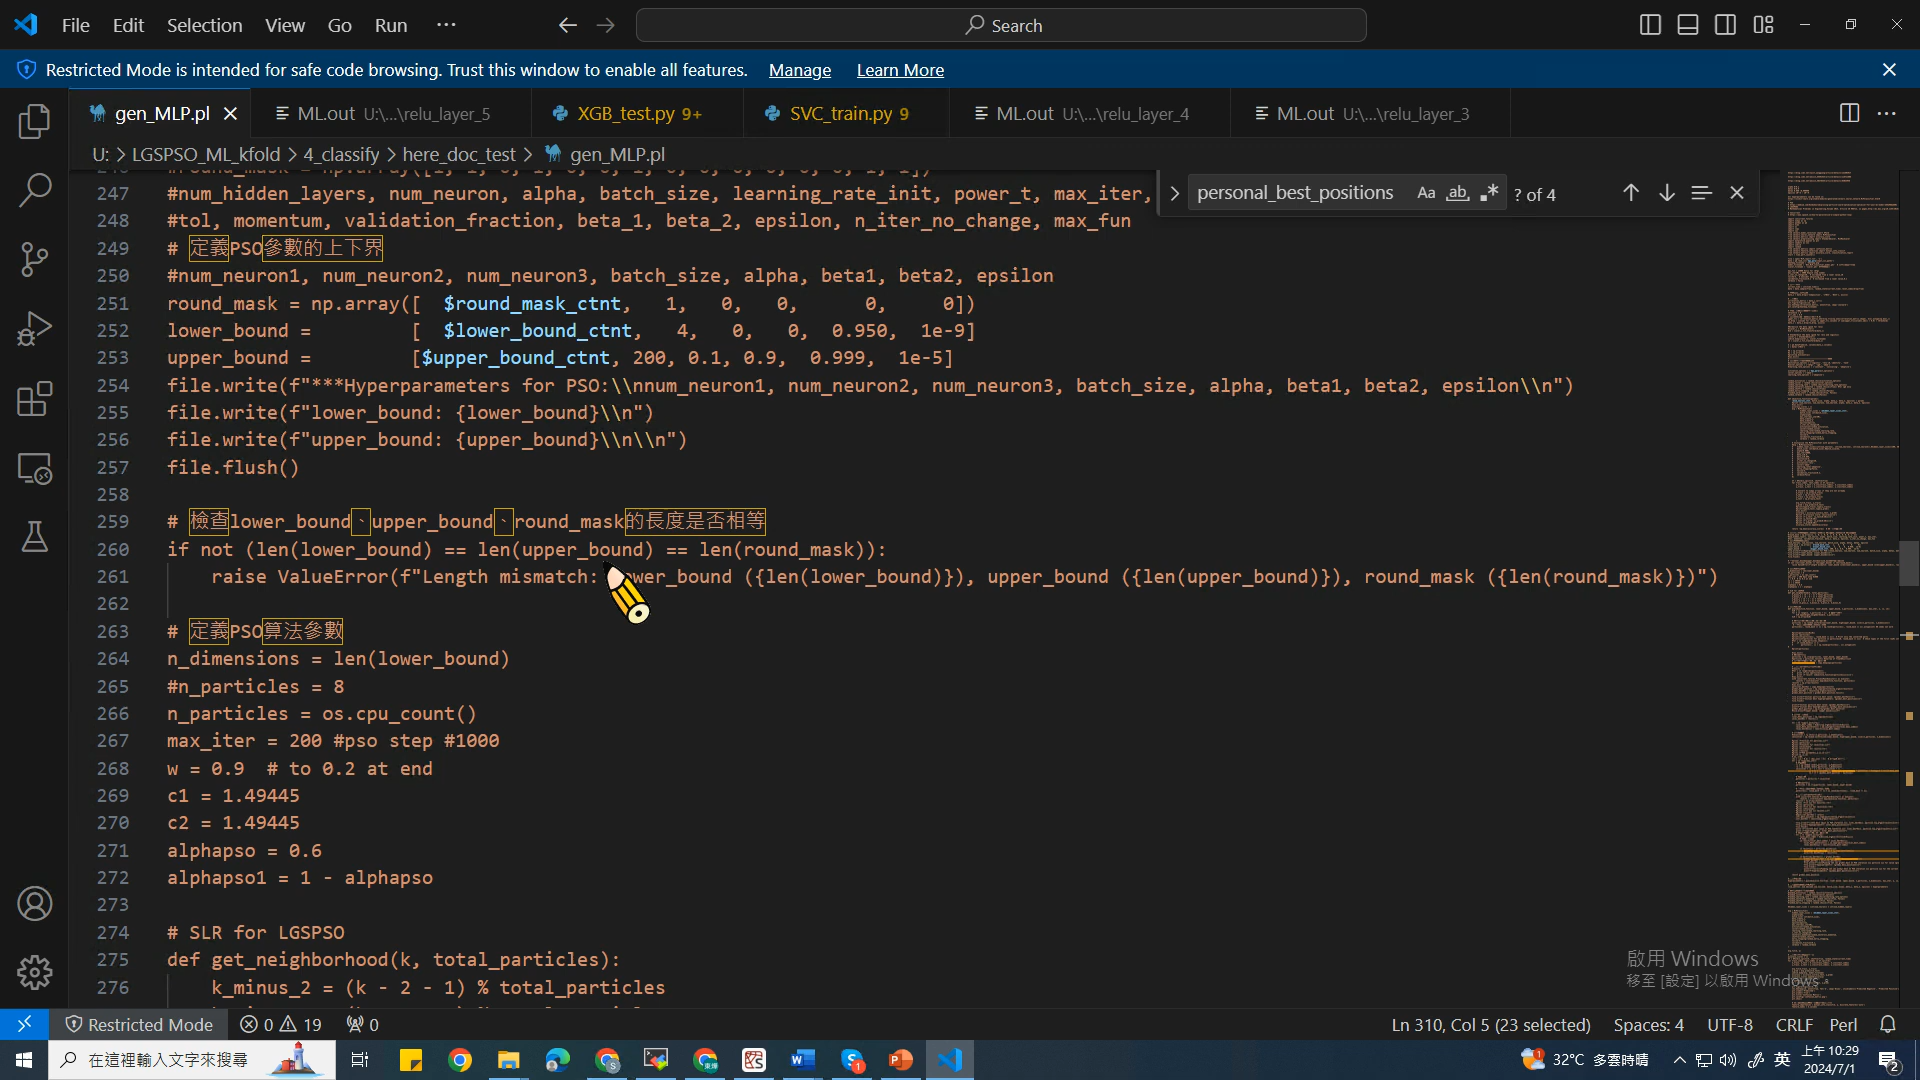 File Edit Selection View Go Run ··· Search
Restricted Mode is intended for safe code browsing. Trust this window to enable all features. Manage Learn More
gen_MLP.pl ML.out U:\...\relu_layer_5 XGB_test.py 9+ SVC_train.py 9 ML.out U:\...\relu_layer_4 ML.out U:\...\relu_layer_3
U: > LGSPSO_ML_kfold > 4_classify > here_doc_test > gen_MLP.pl
personal_best_positions Aa ab ? of 4
247 #num_hidden_layers, num_neuron, alpha, batch_size, learning_rate_init, power_t, max_iter,
248 #tol, momentum, validation_fraction, beta_1, beta_2, epsilon, n_iter_no_change, max_fun
249 # 定義PSO參數的上下界
250 #num_neuron1, num_neuron2, num_neuron3, batch_size, alpha, beta1, beta2, epsilon
251 round_mask = np.array([  $round_mask_ctnt,   1,   0,   0,      0,     0])
252 lower_bound =         [  $lower_bound_ctnt,   4,   0,   0,  0.950,  1e-9]
253 upper_bound =         [$upper_bound_ctnt, 200, 0.1, 0.9,  0.999,  1e-5]
254 file.write(f"***Hyperparameters for PSO:\\nnum_neuron1, num_neuron2, num_neuron3, batch_size, alpha, beta1, beta2, epsilon\\n")
255 file.write(f"lower_bound: {lower_bound}\\n")
256 file.write(f"upper_bound: {upper_bound}\\n\\n")
257 file.flush()
258
259 # 檢查lower_bound、upper_bound、round_mask的長度是否相等
260 if not (len(lower_bound) == len(upper_bound) == len(round_mask)):
261     raise ValueError(f"Length mismatch: wer_bound ({len(lower_bound)}), upper_bound ({len(upper_bound)}), round_mask ({len(round_mask)})")
262
263 # 定義PSO算法參數
264 n_dimensions = len(lower_bound)
265 #n_particles = 8
266 n_particles = os.cpu_count()
267 max_iter = 200 #pso step #1000
268 w = 0.9  # to 0.2 at end
269 c1 = 1.49445
270 c2 = 1.49445
271 alphapso = 0.6
272 alphapso1 = 1 - alphapso
273
274 # SLR for LGSPSO
275 def get_neighborhood(k, total_particles):
276     k_minus_2 = (k - 2 - 1) % total_particles
啟用 Windows
移至 [設定] 以啟用 Windows。
Restricted Mode 0 19 0 Ln 310, Col 5 (23 selected) Spaces: 4 UTF-8 CRLF Perl
在這裡輸入文字來搜尋 32°C 多雲時晴 英 上午 10:29
2024/7/1 2